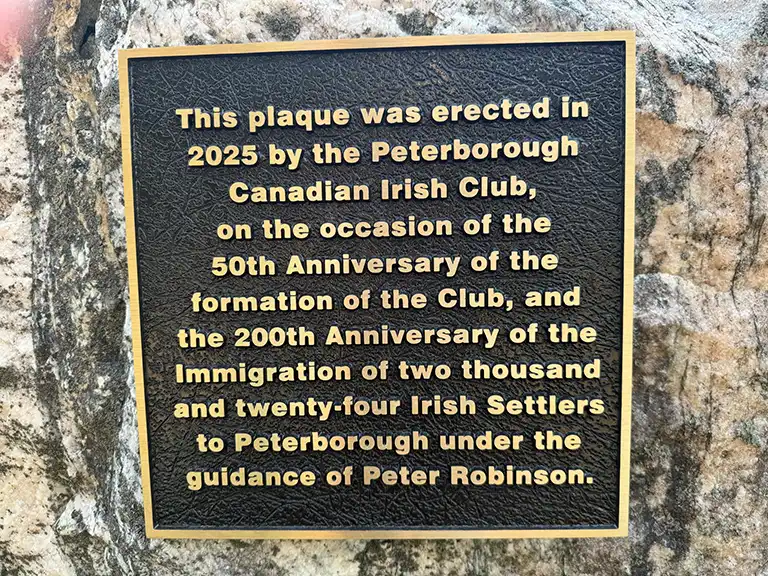 This plaque was erected in
2025 by the Peterborough
Canadian Irish Club,
on the occasion of the
50th Anniversary of the
formation of the Club, and
the 200th Anniversary of the
Immigration of two thousand
and twenty-four Irish Settlers
to Peterborough under the
guidance of Peter Robinson.